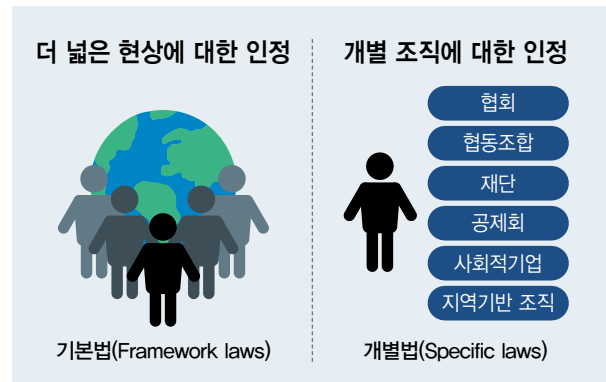 더 넓은 현상에 대한 인정
기본법(Framework laws)
개별 조직에 대한 인정
협회
협동조합
재단
공제회
사회적기업
지역기반 조직
개별법(Specific laws)